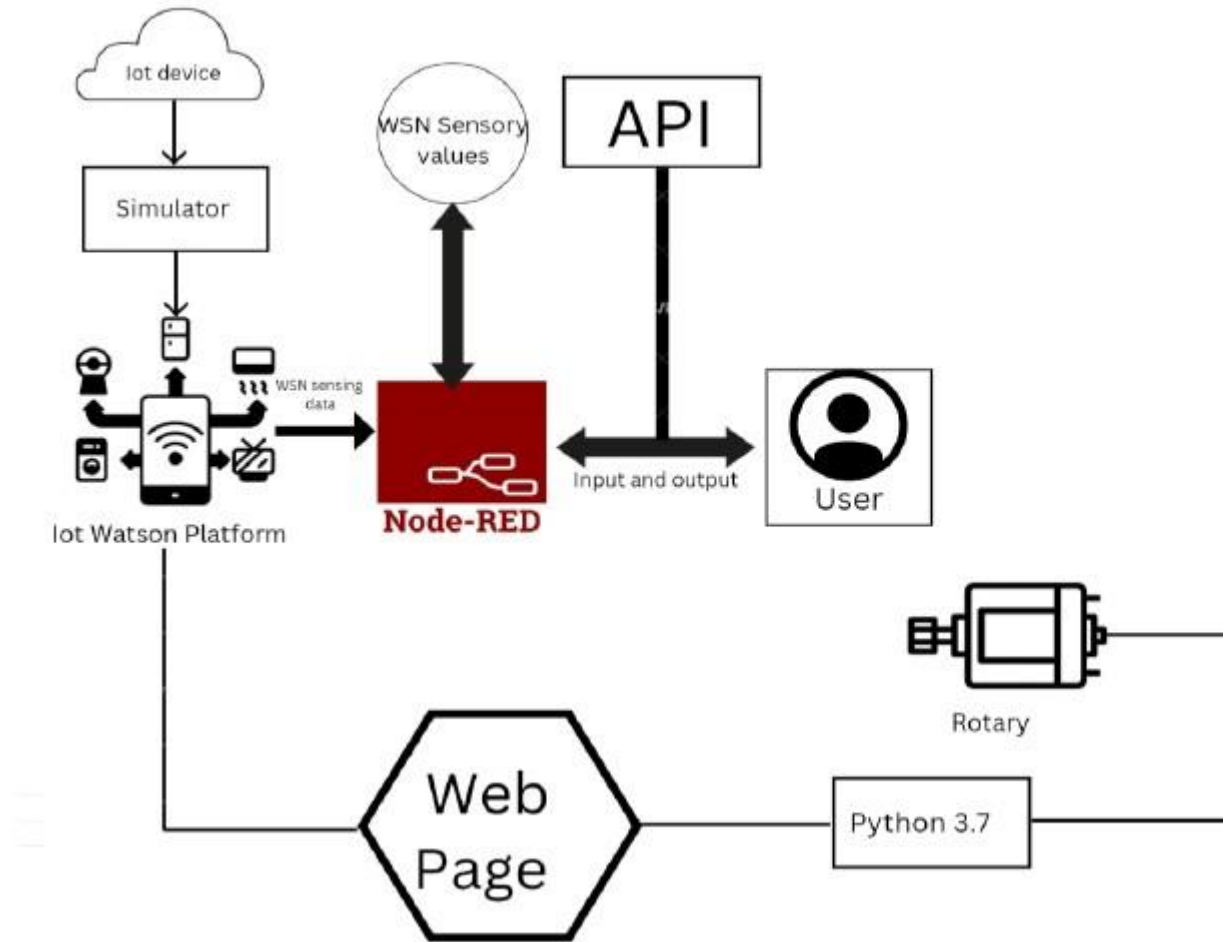 Iot device
API
WSN Sensory
values
Simulator
WSN sensing
data
Input and output
User
Node-RED
Iot Watson Platform
Rotary
Web
Page
Python 3.7